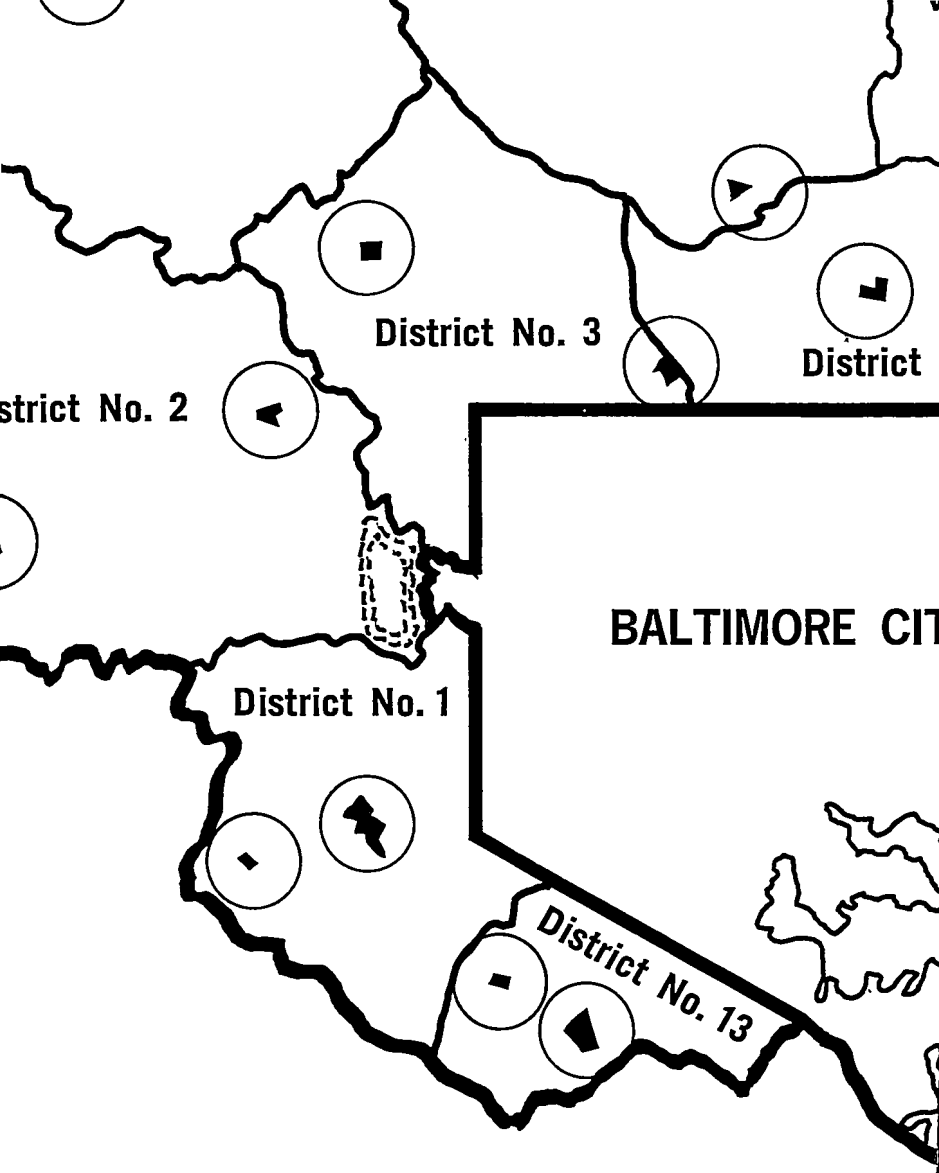 District No. 3
District
strict No. 2
BALTIMORE CIT
District No. 1
District No. 13